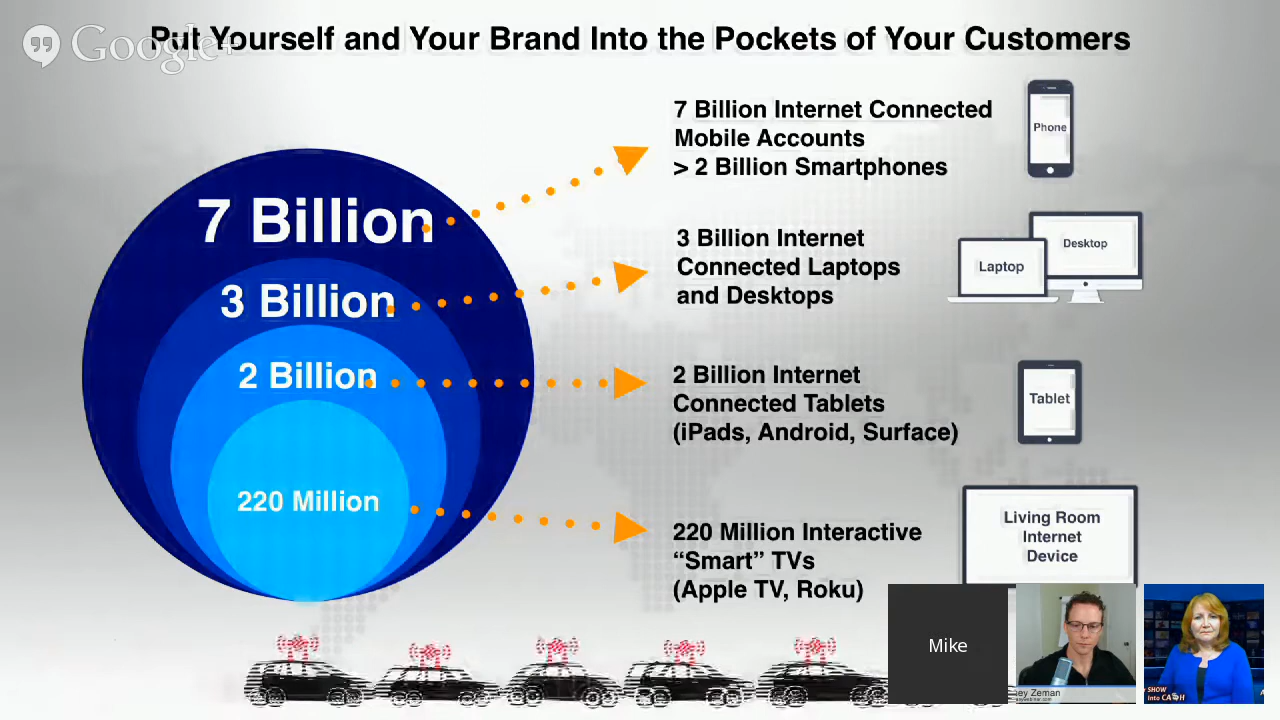 Google+
Put Yourself and Your Brand Into the Pockets of Your Customers
7 Billion
3 Billion
2 Billion
220 Million
7 Billion Internet Connected
Mobile Accounts
> 2 Billion Smartphones
Phone
3 Billion Internet
Connected Laptops
and Desktops
Laptop
Desktop
2 Billion Internet
Connected Tablets
(iPads, Android, Surface)
Tablet
220 Million Interactive
“Smart” TVs
(Apple TV, Roku)
Living Room
Internet
Device
Mike
Zeman
SHOW